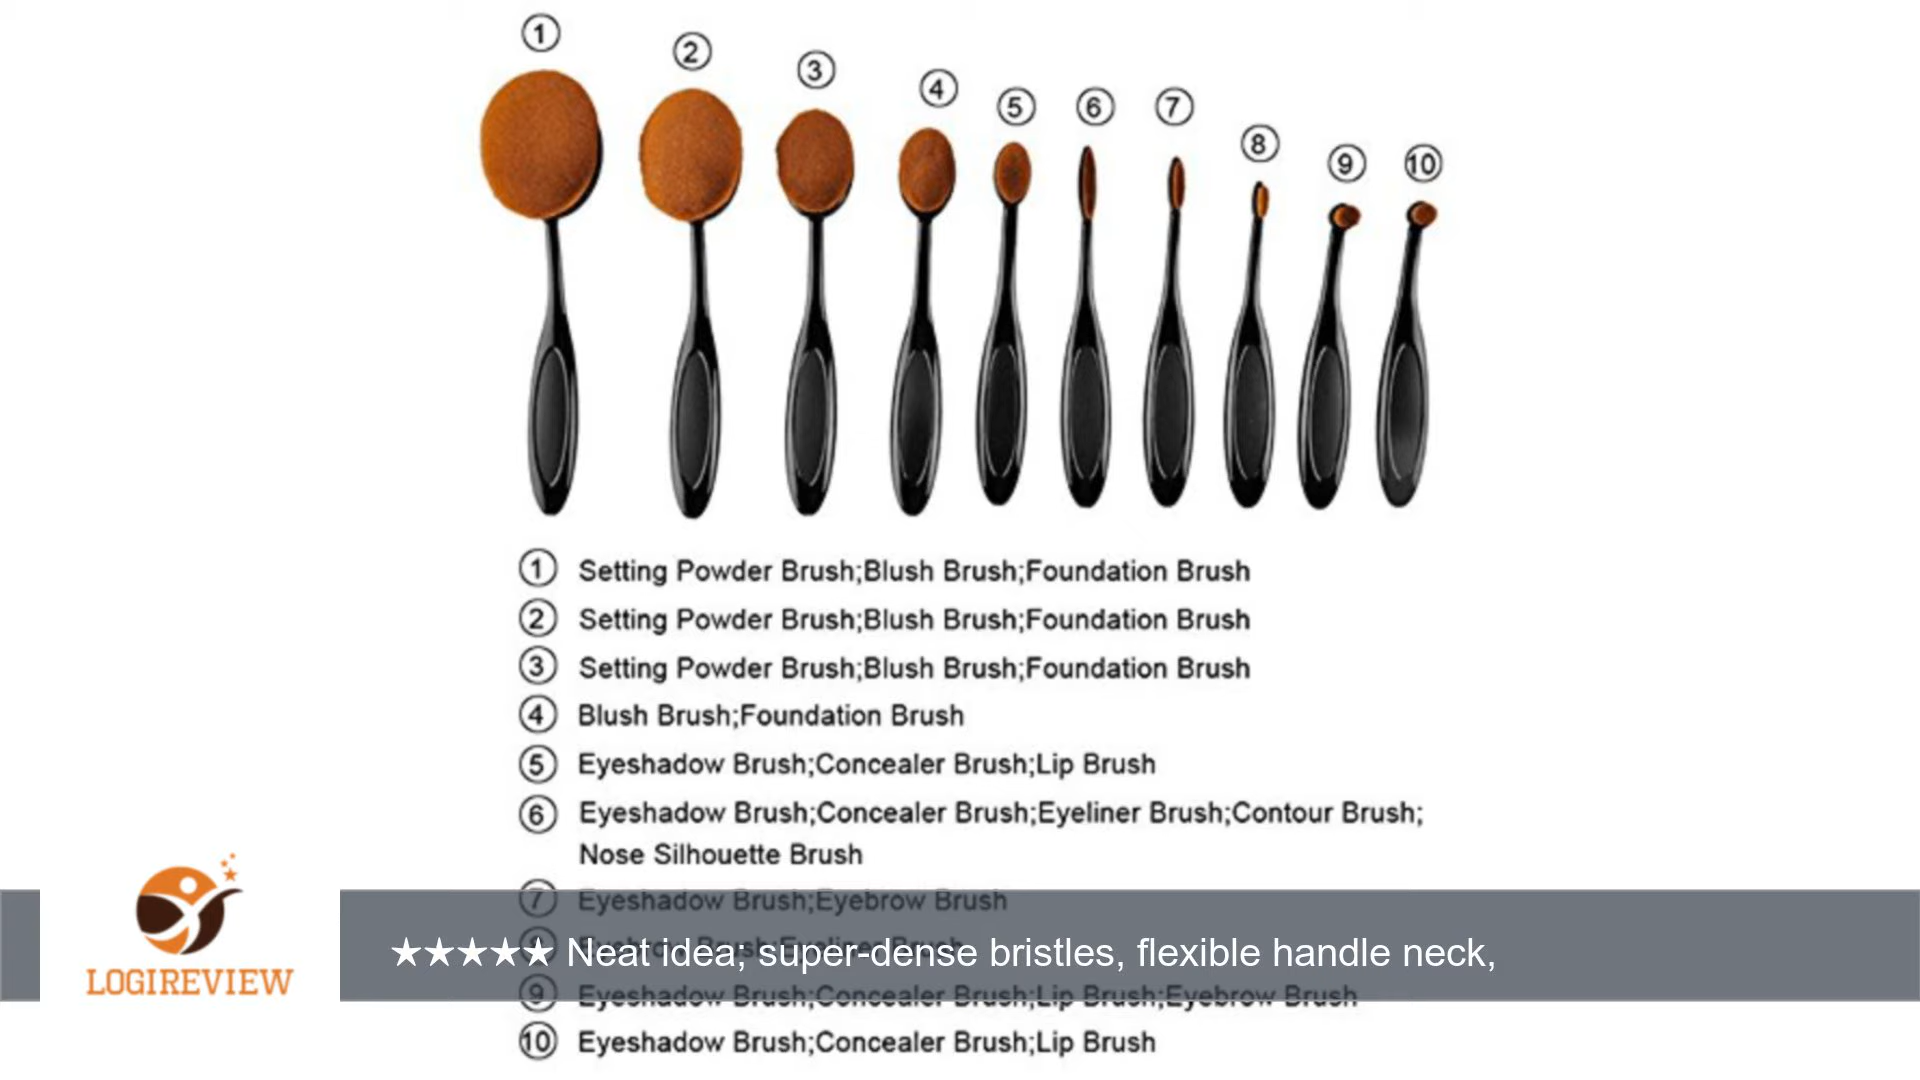 1
2
3
4
5
6
7
8
9
10
1 Setting Powder Brush;Blush Brush;Foundation Brush
2 Setting Powder Brush;Blush Brush;Foundation Brush
3 Setting Powder Brush;Blush Brush;Foundation Brush
4 Blush Brush;Foundation Brush
5 Eyeshadow Brush;Concealer Brush;Lip Brush
6 Eyeshadow Brush;Concealer Brush;Eyeliner Brush;Contour Brush;
Nose Silhouette Brush
7 Eyeshadow Brush;Eyebrow Brush
★★★★★ Neat idea; super-dense bristles, flexible handle neck,
LOGIREVIEW
9 Eyeshadow Brush;Concealer Brush;Lip Brush;Eyebrow Brush
10 Eyeshadow Brush;Concealer Brush;Lip Brush